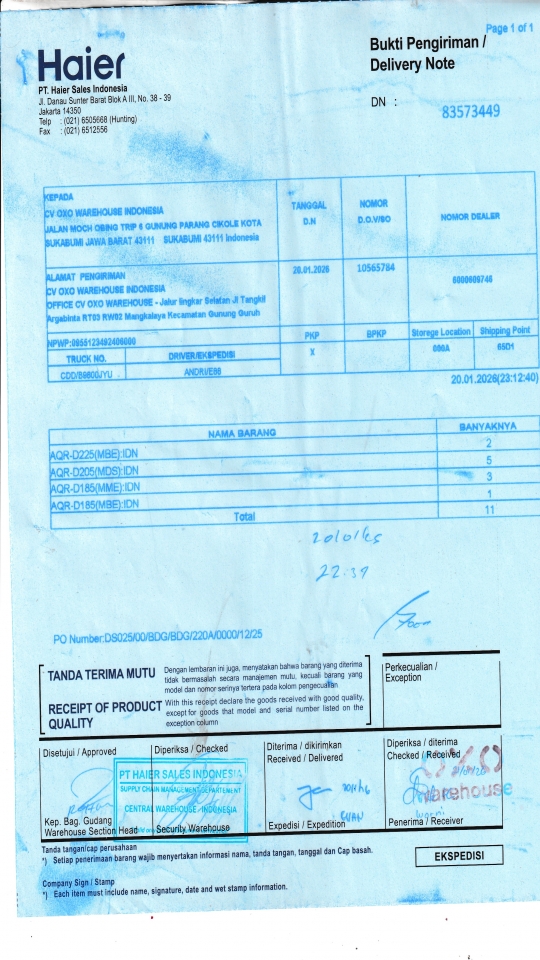 Page 1 of 1
Haier
Bukti Pengiriman /
Delivery Note
PT. Haier Sales Indonesia
Jl. Danau Sunter Barat Blok A III, No. 38 - 39
Jakarta 14350
Telp : (021) 6505668 (Hunting)
Fax : (021) 6512556
DN : 83573449
KEPADA
CV OXO WAREHOUSE INDONESIA
JALAN MOCH OBING TRIP 6 GUNUNG PARANG CIKOLE KOTA
SUKABUMI JAWA BARAT 43111 SUKABUMI 43111 Indonesia
TANGGAL
D.N
NOMOR
D.O.V/SO
NOMOR DEALER
ALAMAT PENGIRIMAN
CV OXO WAREHOUSE INDONESIA
OFFICE CV OXO WAREHOUSE - Jalur lingkar Selatan Jl Tangkil
Argabinta RT03 RW02 Mangkalaya Kecamatan Gunung Guruh
20.01.2026
10565784
6000609746
NPWP:
PKP
BPKP
Storege Location
Shipping Point
TRUCK NO.
DRIVER/EKSPEDISI
X
000A
65D1
ANDRI/E88
20.01.2026(23:12:40)
NAMA BARANG BANYAKNYA
AQR-D225(MBE):IDN 2
AQR-D205(MDS):IDN 5
AQR-D185(MME):IDN 3
AQR-D185(MBE):IDN 1
Total 11
22.37
PO Number:DS025/00/BDG/BDG/220A/0000/12/25
TANDA TERIMA MUTU
Dengan lembaran ini juga, menyatakan bahwa barang yang diterima
tidak bermasalah secara manajemen mutu, kecuali barang yang
model dan nomor serinya tertera pada kolom pengecualian
RECEIPT OF PRODUCT
QUALITY
With this receipt declare the goods received with good quality,
except for goods that model and serial number listed on the
exception column
Perkecualian /
Exception
Disetujui / Approved
Diperiksa / Checked
Diterima / dikirimkan
Received / Delivered
Diperiksa / diterima
Checked / Received
PT HAIER SALES INDONESIA
SUPPLY CHAIN MANAGEMENT DEPARTEMENT
CENTRAL WAREHOUSE INDONESIA
OXO
Warehouse
Kep. Bag. Gudang
Warehouse Section Head
Security Warehouse
Expedisi / Expedition
Penerima / Receiver
Tanda tangan/cap perusahaan
*) Setiap penerimaan barang wajib menyertakan informasi nama, tanda tangan, tanggal dan Cap basah.
EKSPEDISI
Company Sign / Stamp
*) Each item must include name, signature, date and wet stamp information.